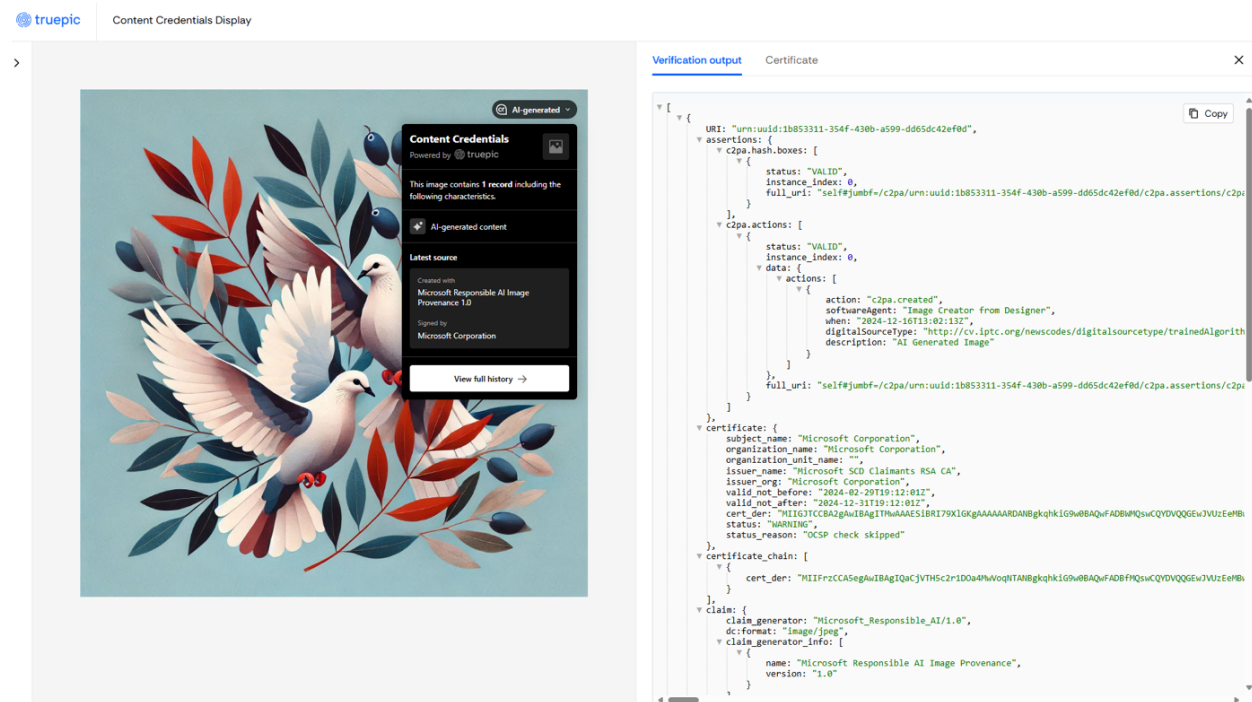 truepic
Content Credentials Display
AI-generated
Content Credentials
Powered by truepic
This image contains 1 record including the
following characteristics.
AI-generated content
Latest source
Created with
Microsoft Responsible AI Image
Provenance 1.0
Signed by
Microsoft Corporation
View full history
Verification output
Certificate
Copy
[
{
URI: "urn:uuid:1b853311-354f-430b-a599-dd65dc42ef0d",
assertions: {
c2pa.hash.boxes: [
{
status: "VALID",
instance_index: 0,
full_uri: "self#jumbf=/c2pa/urn:uuid:1b853311-354f-430b-a599-dd65dc42ef0d/c2pa.assertions/c2pa
}
],
c2pa.actions: [
{
status: "VALID",
instance_index: 0,
data: {
actions: [
{
action: "c2pa.created",
softwareAgent: "Image Creator from Designer",
when: "2024-12-16T13:02:13Z",
digitalSourceType: "http://cv.iptc.org/newscodes/digitalsourcetype/trainedAlgorith
description: "AI Generated Image"
}
]
},
full_uri: "self#jumbf=/c2pa/urn:uuid:1b853311-354f-430b-a599-dd65dc42ef0d/c2pa.assertions/c2pa
}
]
},
certificate: {
subject_name: "Microsoft Corporation",
organization_name: "Microsoft Corporation",
organization_unit_name: "",
issuer_name: "Microsoft SCD Claimants RSA CA",
issuer_org: "Microsoft Corporation",
valid_not_before: "2024-02-29T19:12:01Z",
valid_not_after: "2024-12-31T19:12:01Z",
cert_der:
status: "WARNING",
status_reason: "OCSP check skipped"
},
certificate_chain: [
{
cert_der:
}
],
claim: {
claim_generator: "Microsoft_Responsible_AI/1.0",
dc:format: "image/jpeg",
claim_generator_info: [
{
name: "Microsoft Responsible AI Image Provenance",
version: "1.0"
}